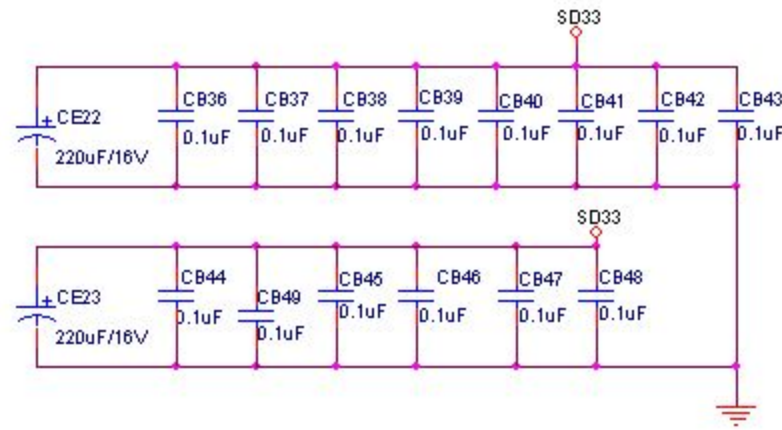 SD33
CE22
220uF/16V
CB36
0.1uF
CB37
0.1uF
CB38
0.1uF
CB39
0.1uF
CB40
0.1uF
CB41
0.1uF
CB42
0.1uF
CB43
0.1uF
SD33
CE23
220uF/16V
CB44
0.1uF
CB49
0.1uF
CB45
0.1uF
CB46
0.1uF
CB47
0.1uF
CB48
0.1uF